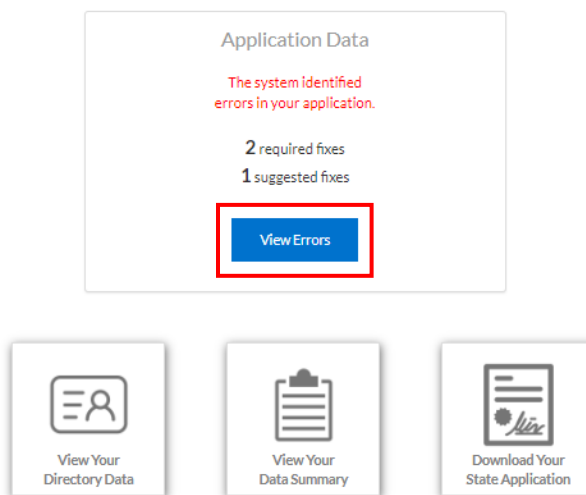 Application Data
The system identified
errors in your application.
2 required fixes
1 suggested fixes
View Errors
View Your
Directory Data
View Your
Data Summary
Download Your
State Application